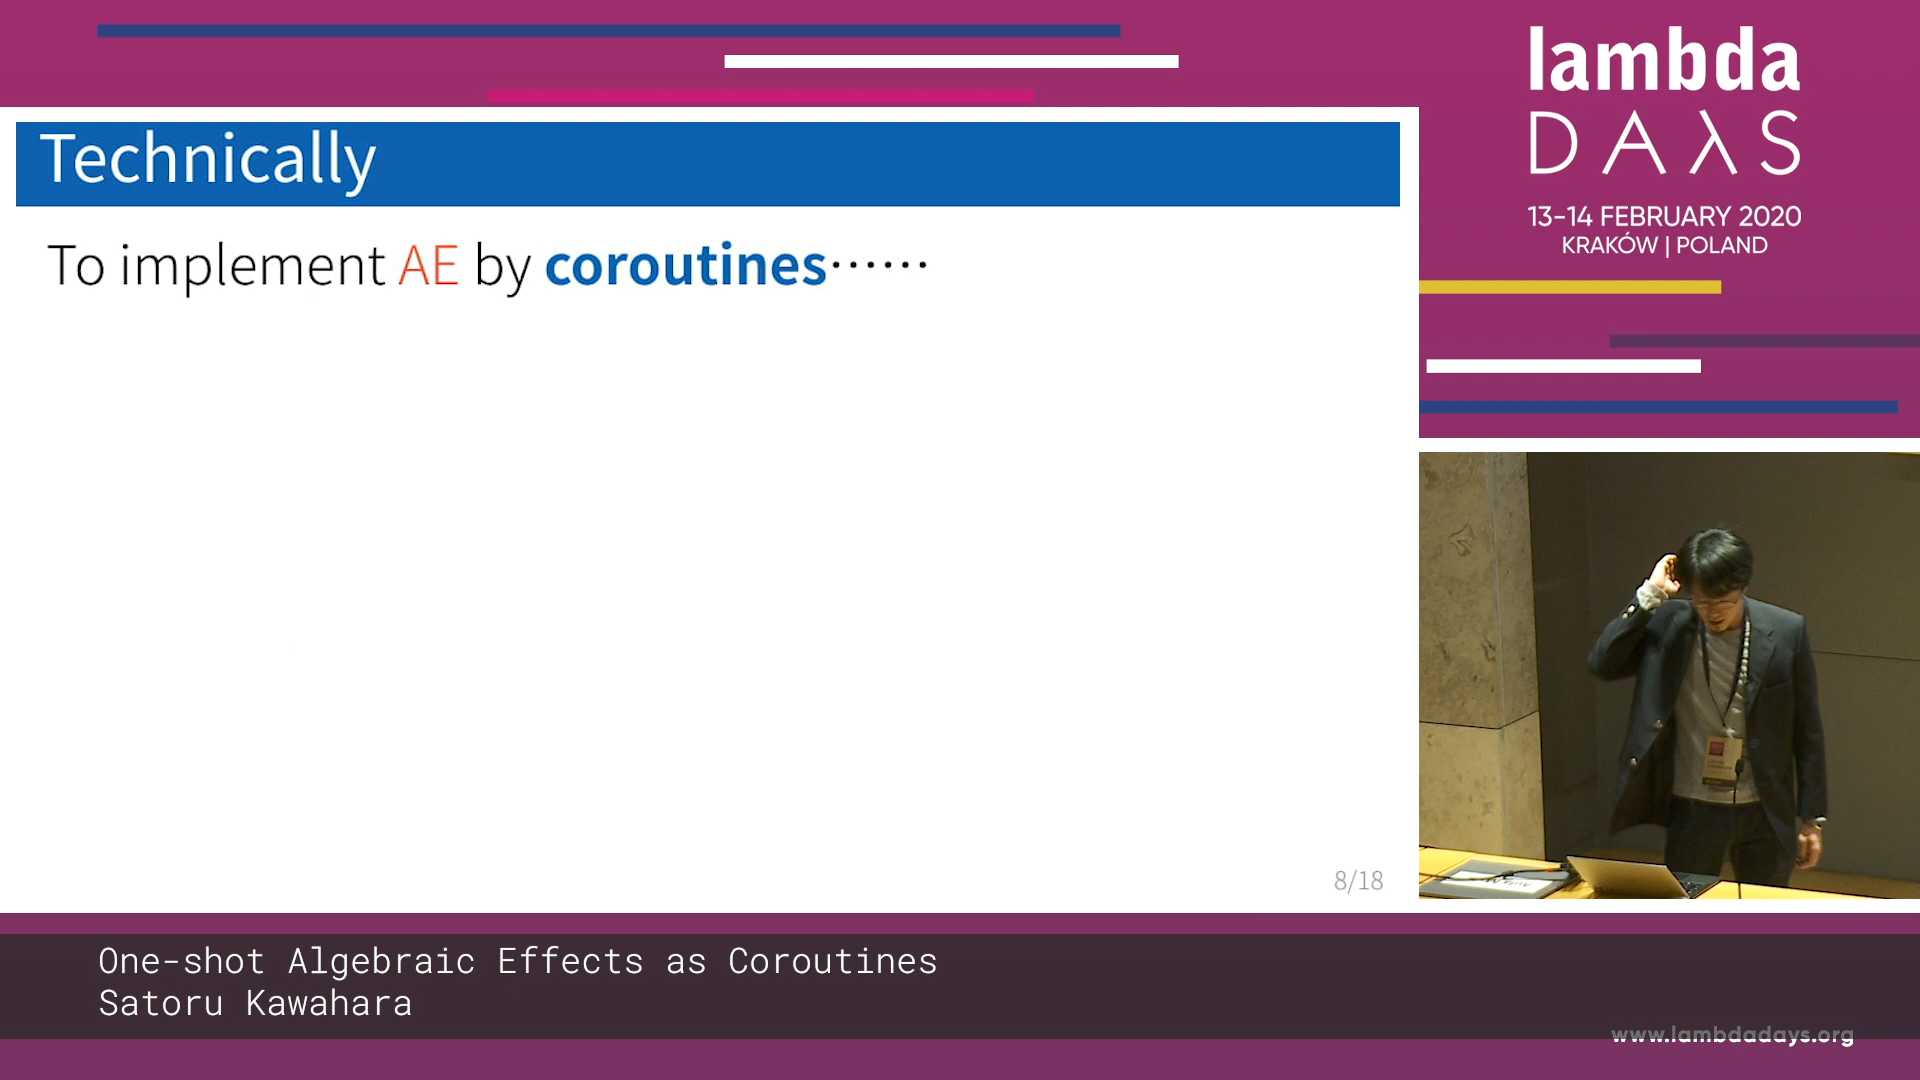 lambda
DAλS
13-14 FEBRUARY 2020
KRAKÓW | POLAND
Technically
To implement AE by coroutines······
8/18
One-shot Algebraic Effects as Coroutines
Satoru Kawahara
www.lambdadays.org